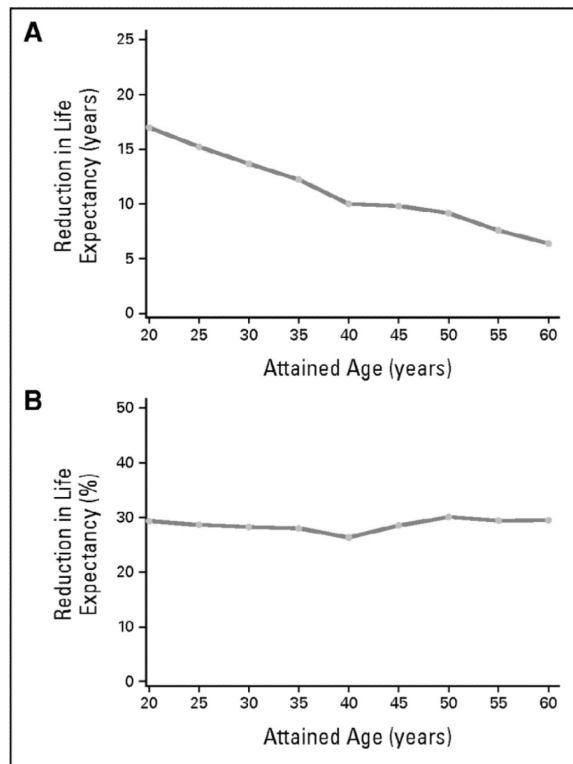 A
Reduction in Life
Expectancy (years)
25
20
15
10
5
0
20 25 30 35 40 45 50 55 60
Attained Age (years)
B
Reduction in Life
Expectancy (%)
50
40
30
20
10
0
20 25 30 35 40 45 50 55 60
Attained Age (years)